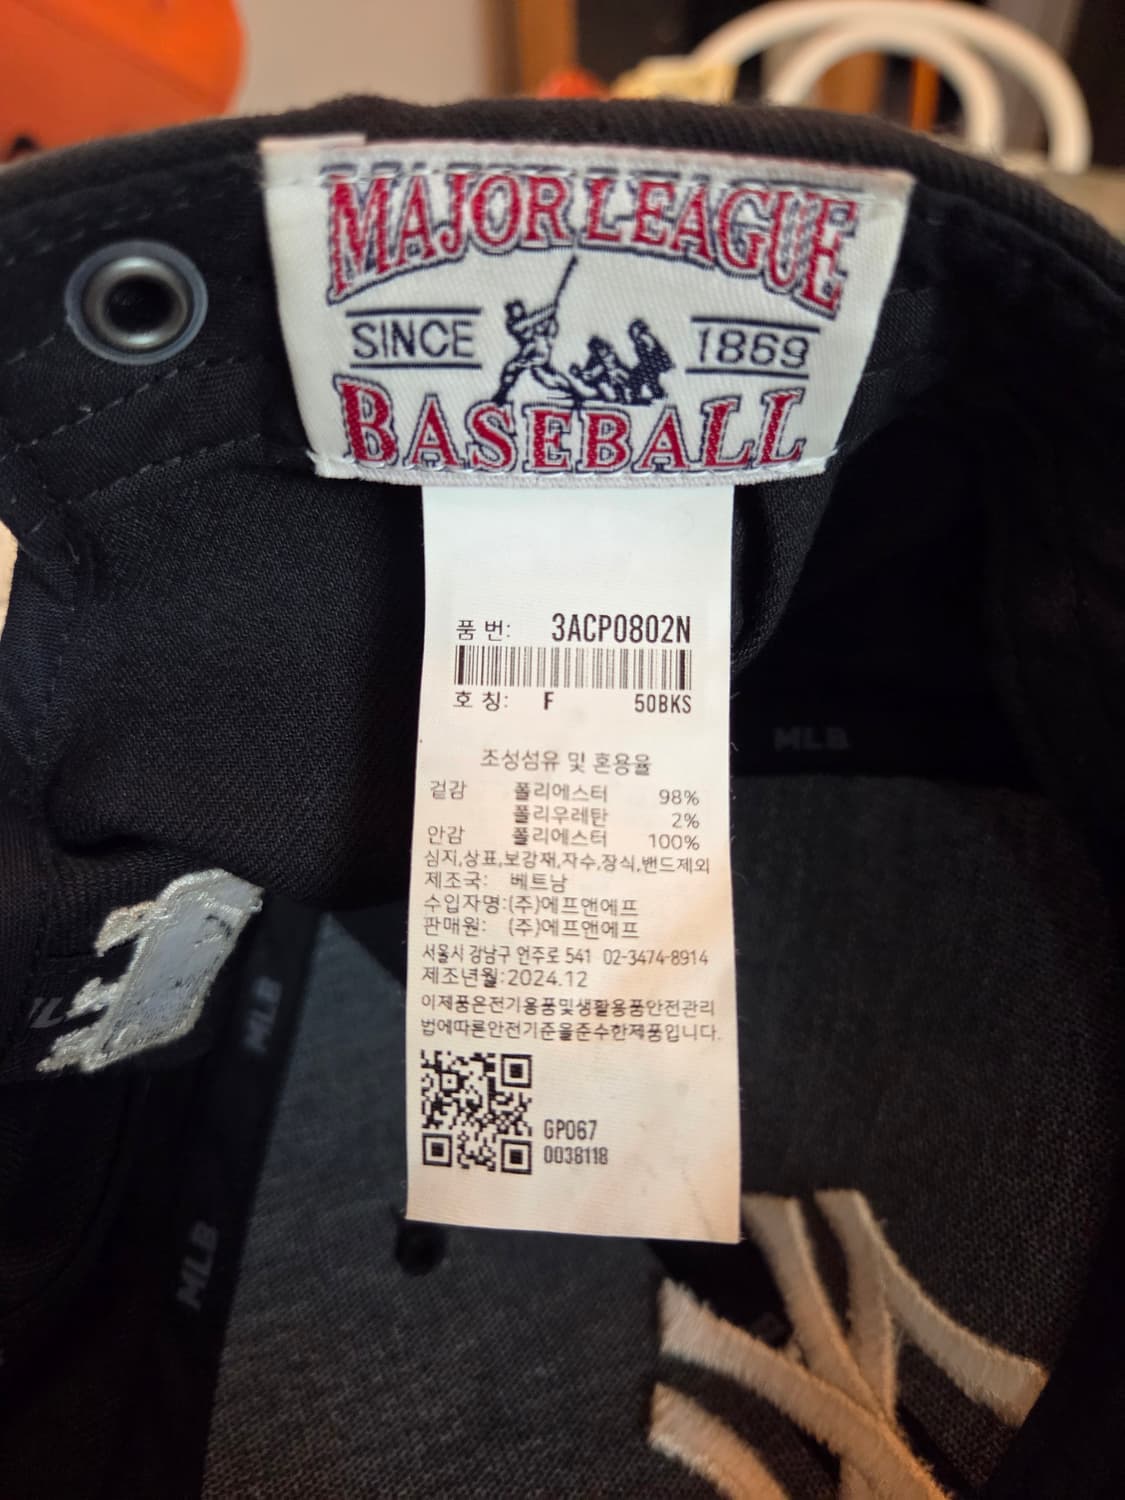 MAJOR LEAGUE
SINCE 1869
BASEBALL
품 번: 3ACP0802N
호 칭: F 50BKS
조성섬유 및 혼용율
겉감 폴리에스터 98%
폴리우레탄 2%
안감 폴리에스터 100%
심지,상표,보강재,자수,장식,밴드제외
제조국: 베트남
수입자명:(주)에프앤에프
판매원: (주)에프앤에프
서울시 강남구 언주로 541 02-3474-8914
제조년월:2024.12
이제품은전기용품및생활용품안전관리
법에따른안전기준을준수한제품입니다.
GP067
0038118
MLB
MLB
MLB